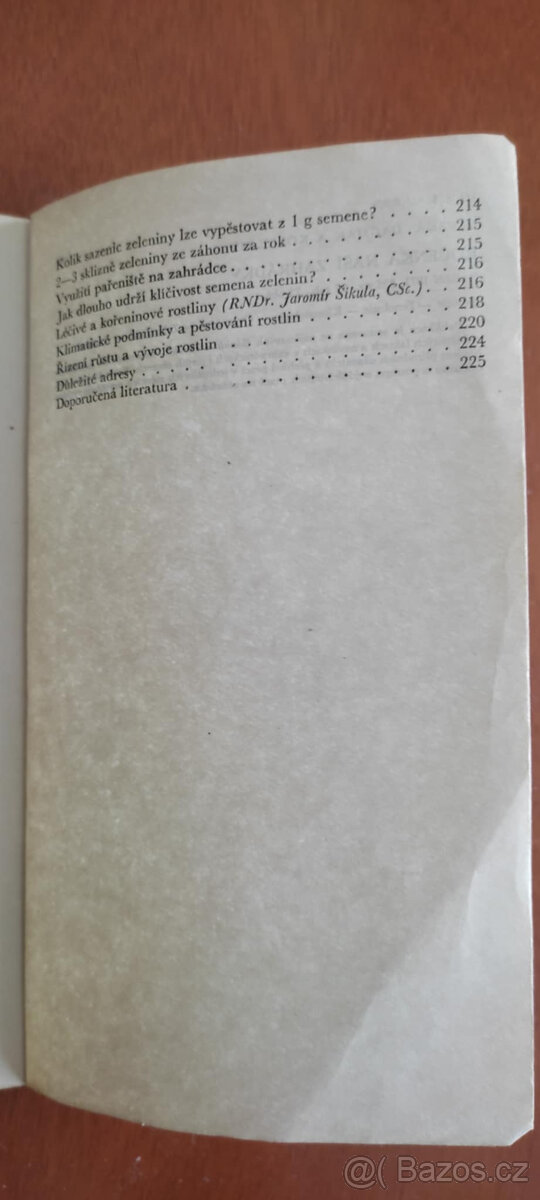 Kolik sazenic zeleniny lze vypěstovat z 1 g semene? . . . . 214
2—3 sklizně zeleniny ze záhonu za rok . . . . . . . . . 215
Využití pařeniště na zahrádce . . . . . . . . . . . . 215
Jak dlouho udrží klíčivost semena zelenin? . . . . . . . . 216
Léčivé a kořeninové rostliny (RNDr. Jaromír Šikula, CSc.) . . 216
Klimatické podmínky a pěstování rostlin . . . . . . . . . 218
Řízení růstu a vývoje rostlin . . . . . . . . . . . . 220
Důležité adresy . . . . . . . . . . . . . . . . 224
Doporučená literatura . . . . . . . . . . . . . . 225
Bazos.cz